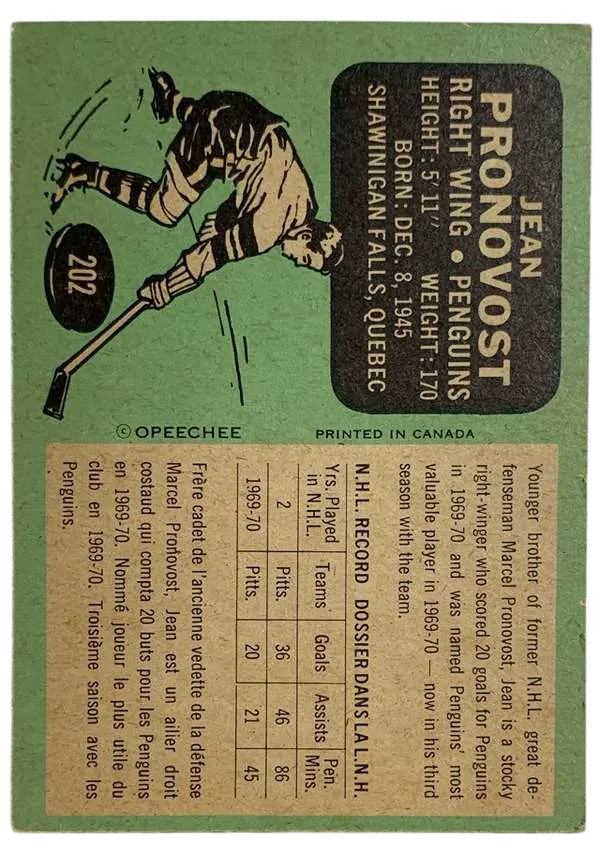 JEAN
PRONOVOST
RIGHT WING • PENGUINS
HEIGHT: 5' 11" WEIGHT: 170
BORN: DEC. 8, 1945
SHAWINIGAN FALLS, QUEBEC
202
© OPEECHEE PRINTED IN CANADA
Younger brother of former N.H.L. great de-
fenseman Marcel Pronovost, Jean is a stocky
right-winger who scored 20 goals for Penguins
in 1969-70 and was named Penguins' most
valuable player in 1969-70 — now in his third
season with the team.
N.H.L. RECORD DOSSIER DANS LA L.N.H.
Yrs. Played in N.H.L. Teams Goals Assists Pen. Mins.
2 Pitts. 36 46 86
1969-70 Pitts. 20 21 45
Frère cadet de l'ancienne vedette de la défense
Marcel Pronovost, Jean est un ailier droit
costaud qui compta 20 buts pour les Penguins
en 1969-70. Nommé joueur le plus utile du
club en 1969-70. Troisième saison avec les
Penguins.